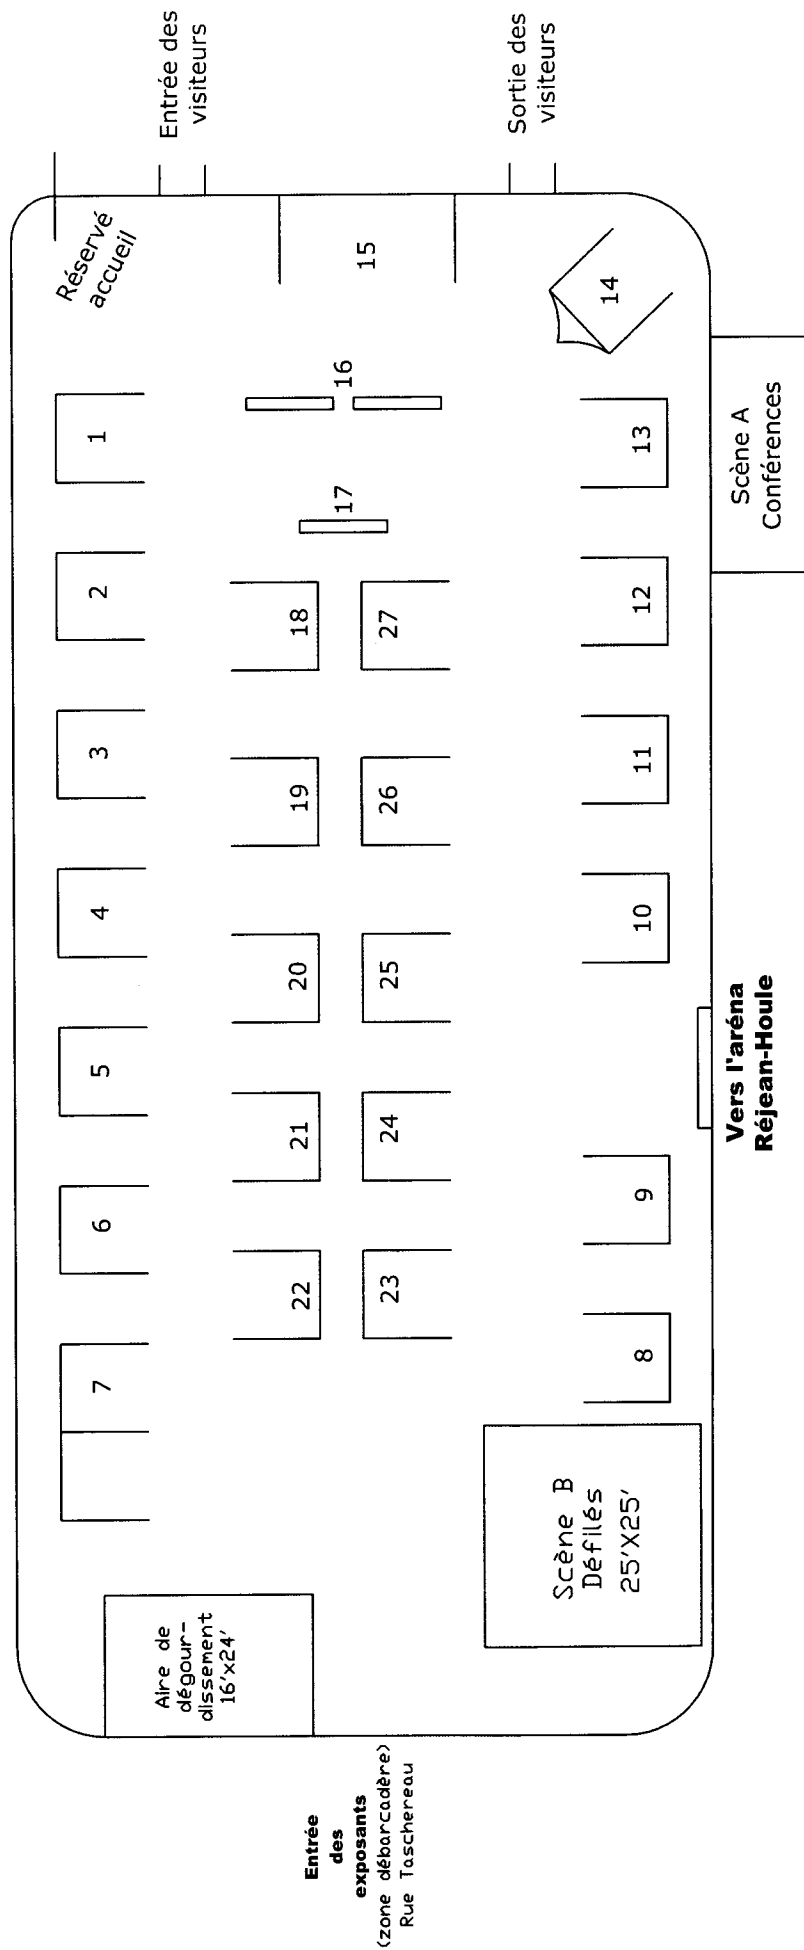 Entrée des
visiteurs
Sortie des
visiteurs
Réservé
accueil
15
14
16
17
1
2
3
4
5
6
7
18
19
20
21
22
27
26
25
24
23
13
12
11
10
9
8
Scène A
Conférences
Vers l'aréna
Réjean-Houle
Scène B
Défilés
25'X25'
Aire de
dégour-
dissement
16'x24'
Entrée
des
exposants
(zone débarcadère)
Rue Taschereau